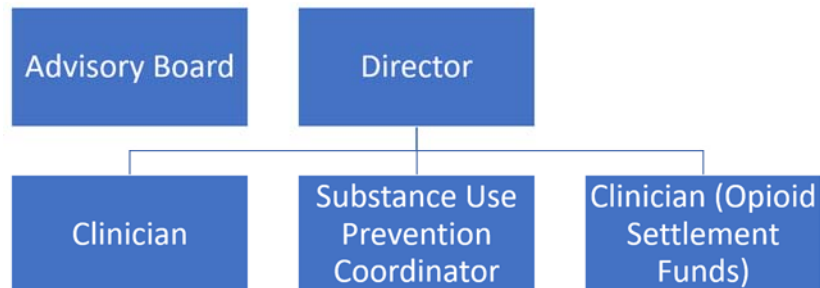 Advisory Board
Director
Clinician
Substance Use
Prevention
Coordinator
Clinician (Opioid
Settlement
Funds)